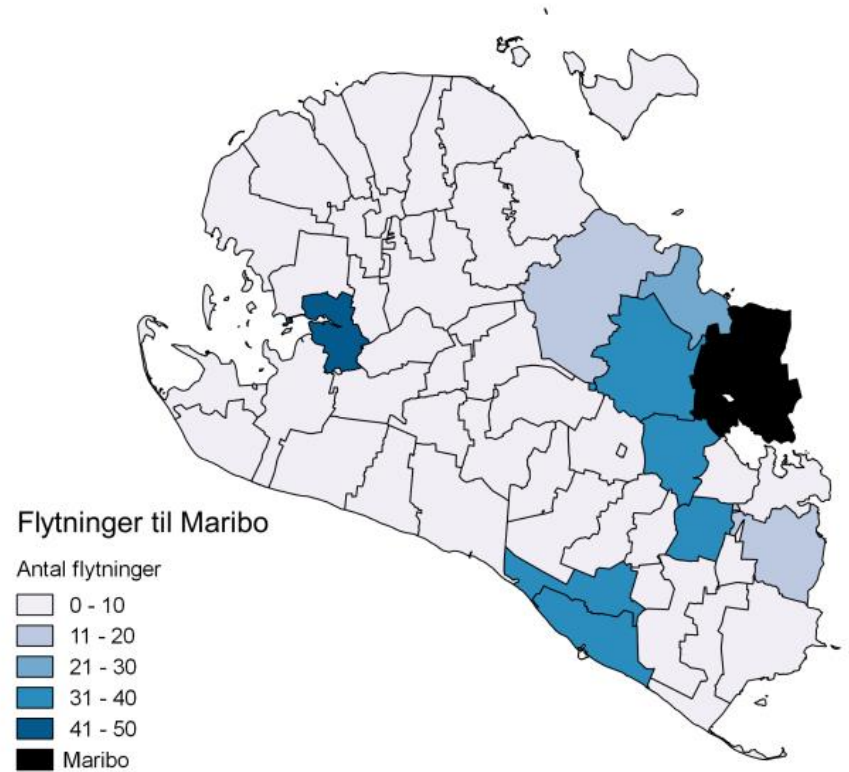 Flytninger til Maribo
Antal flytninger
0 - 10
11 - 20
21 - 30
31 - 40
41 - 50
Maribo